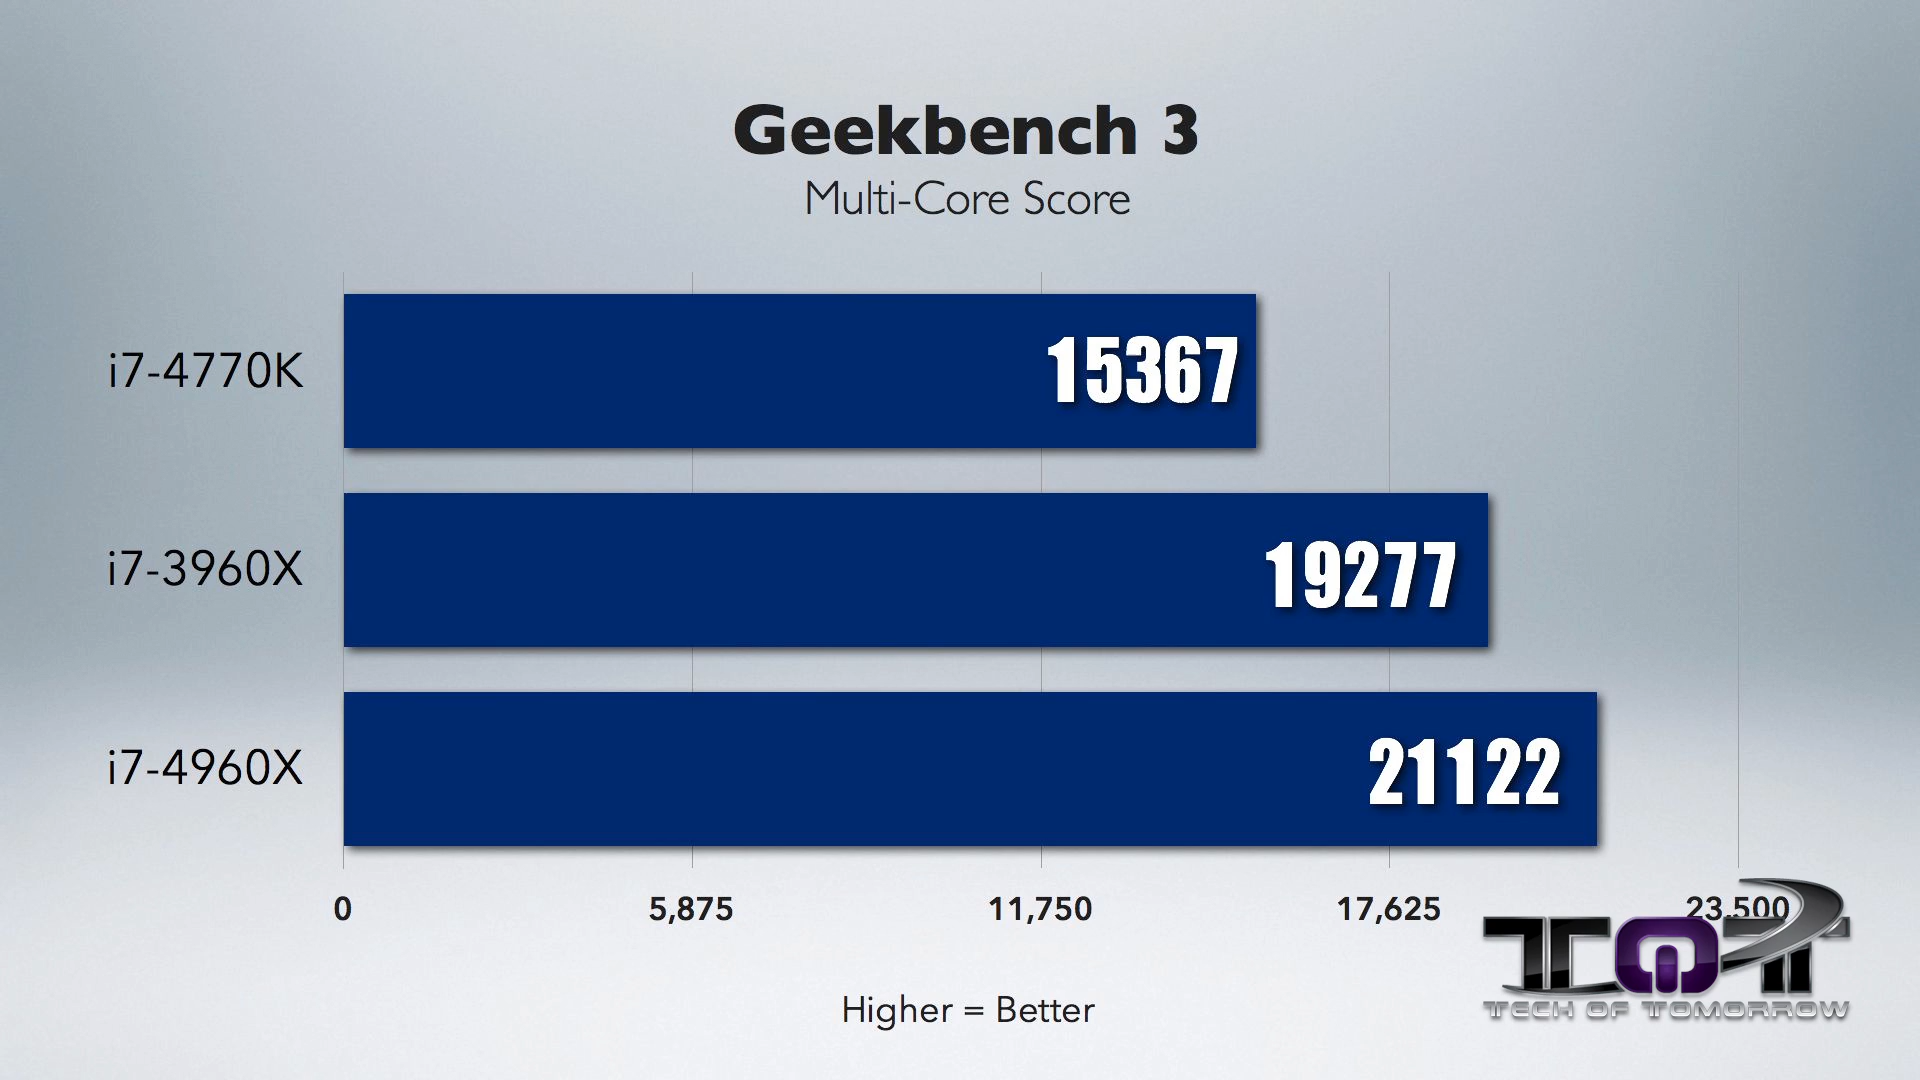 Geekbench 3
Multi-Core Score
i7-4770K
15367
i7-3960X
19277
i7-4960X
21122
0 5,875 11,750 17,625 23,500
TOT
TECH OF TOMORROW
Higher = Better